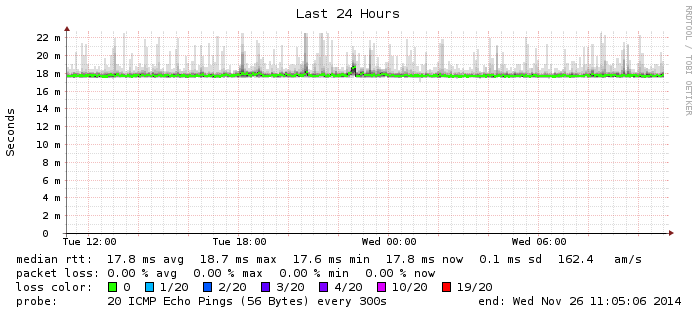 Last 24 Hours
RRDTOOL / TOBI OETIKER
Seconds
22 m
20 m
18 m
16 m
14 m
12 m
10 m
8 m
6 m
4 m
2 m
0
Tue 12:00 Tue 18:00 Wed 00:00 Wed 06:00
median rtt: 17.8 ms avg 18.7 ms max 17.6 ms min 17.8 ms now 0.1 ms sd 162.4 am/s
packet loss: 0.00 % avg 0.00 % max 0.00 % min 0.00 % now
loss color: 0 1/20 2/20 3/20 4/20 10/20 19/20
probe: 20 ICMP Echo Pings (56 Bytes) every 300s end: Wed Nov 26 11:05:06 2014